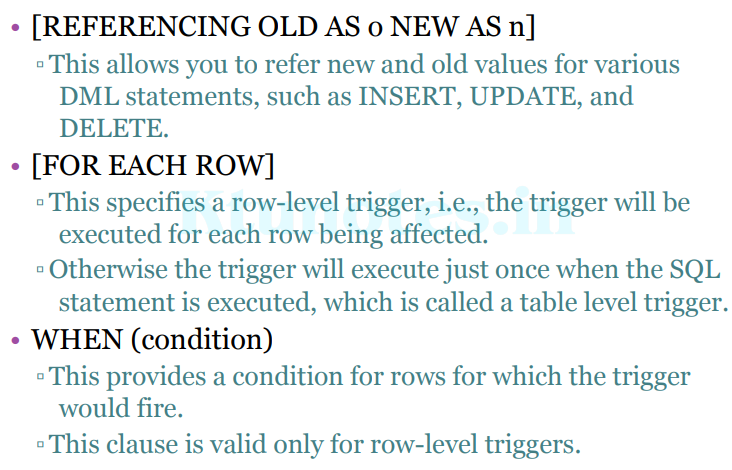 • [REFERENCING OLD AS o NEW AS n]
▫ This allows you to refer new and old values for various
DML statements, such as INSERT, UPDATE, and
DELETE.
• [FOR EACH ROW]
▫ This specifies a row-level trigger, i.e., the trigger will be
executed for each row being affected.
▫ Otherwise the trigger will execute just once when the SQL
statement is executed, which is called a table level trigger.
• WHEN (condition)
▫ This provides a condition for rows for which the trigger
would fire.
▫ This clause is valid only for row-level triggers.
Ktunotes.in